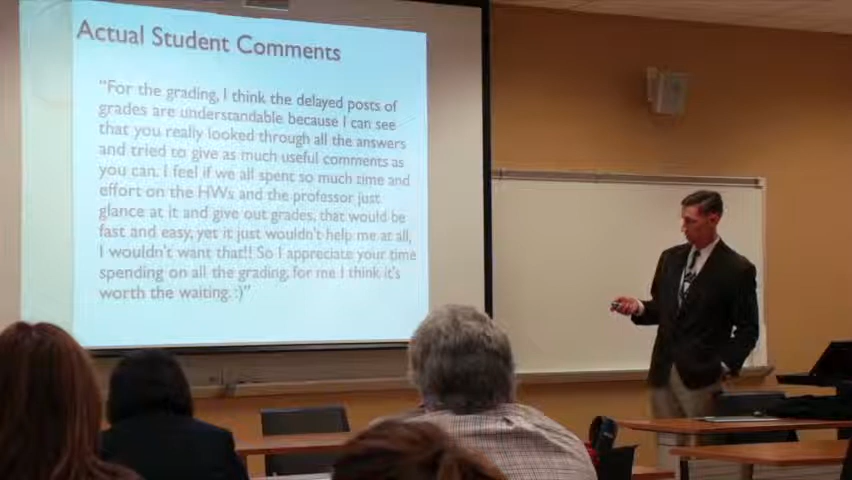 Actual Student Comments
"For the grading, I think the delayed posts of
grades are understandable because I can see
that you really looked through all the answers
and tried to give as much useful comments as
you can. I feel if we all spent so much time and
effort on the HWs and the professor just
glance at it and give out grades, that would be
fast and easy, yet it just wouldn't help me at all,
I wouldn't want that!! So I appreciate your time
spending on all the grading, for me I think it's
worth the waiting. :)"